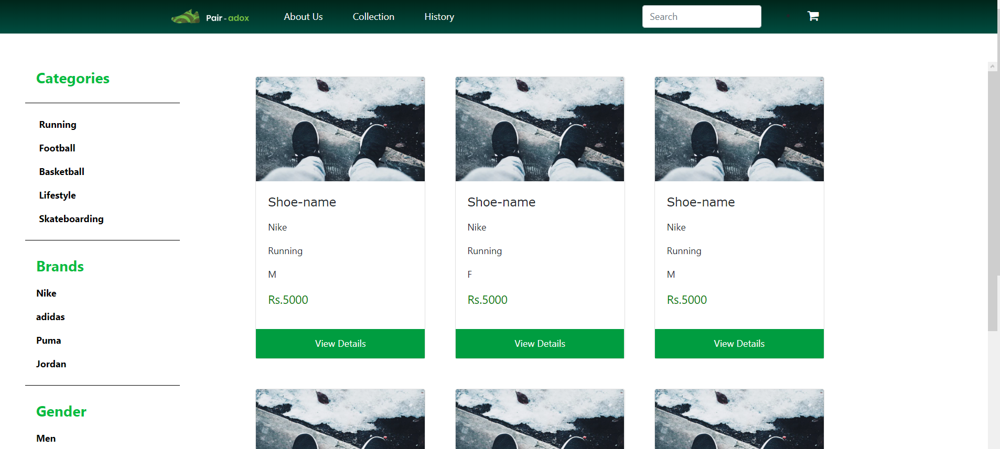 Pair - adox
About Us
Collection
History
Search
Categories
Running
Football
Basketball
Lifestyle
Skateboarding
Brands
Nike
adidas
Puma
Jordan
Gender
Men
Shoe-name
Nike
Running
M
Rs.5000
View Details
Shoe-name
Nike
Running
F
Rs.5000
View Details
Shoe-name
Nike
Running
M
Rs.5000
View Details